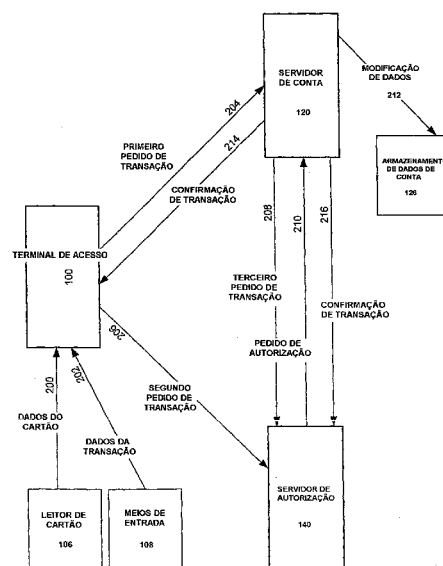 SERVIDOR
DE CONTA
120
MODIFICAÇÃO
DE DADOS
212
ARMAZENAMENTO
DE DADOS DE
CONTA
126
204
214
PRIMEIRO
PEDIDO DE
TRANSAÇÃO
CONFIRMAÇÃO
DE TRANSAÇÃO
208
210
216
TERMINAL DE ACESSO
100
TERCEIRO
PEDIDO DE
TRANSAÇÃO
CONFIRMAÇÃO
DE TRANSAÇÃO
206
PEDIDO DE
AUTORIZAÇÃO
200
202
SEGUNDO
PEDIDO DE
TRANSAÇÃO
DADOS DO
CARTÃO
DADOS DA
TRANSAÇÃO
LEITOR DE
CARTÃO
106
MEIOS DE
ENTRADA
108
SERVIDOR DE
AUTORIZAÇÃO
140